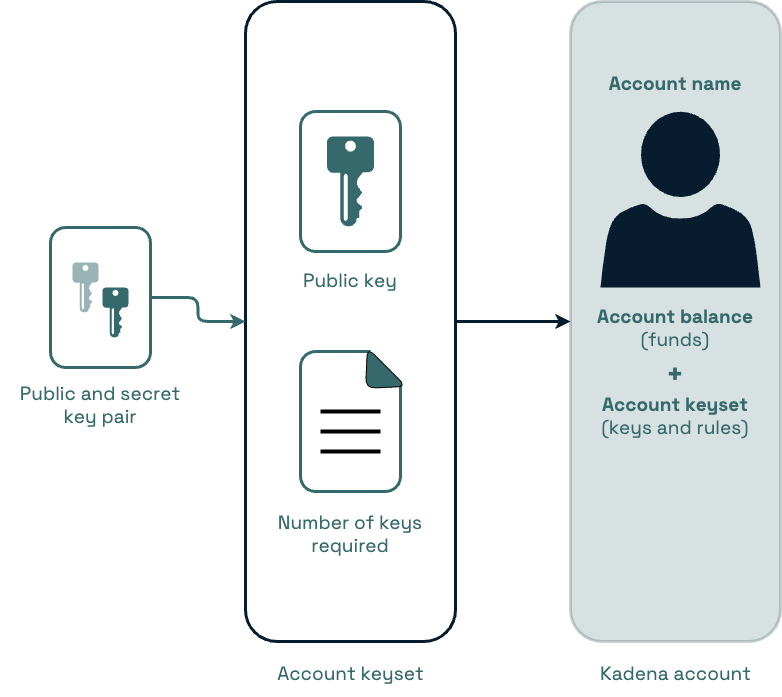 Public and secret
key pair
Public key
Number of keys
required
Account keyset
Account name
Account balance
(funds)
+
Account keyset
(keys and rules)
Kadena account